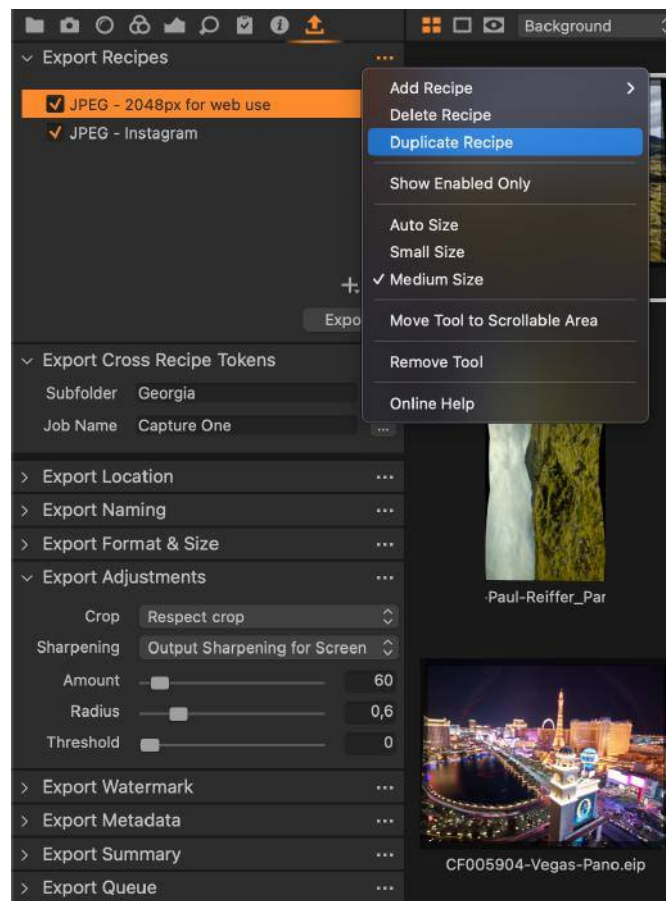 Background
Export Recipes
JPEG - 2048px for web use
JPEG - Instagram
Add Recipe
Delete Recipe
Duplicate Recipe
Show Enabled Only
Auto Size
Small Size
Medium Size
Move Tool to Scrollable Area
Remove Tool
Online Help
Expo
Export Cross Recipe Tokens
Subfolder Georgia
Job Name Capture One
Export Location
Export Naming
Export Format & Size
Export Adjustments
Crop Respect crop
Sharpening Output Sharpening for Screen
Amount 60
Radius 0,6
Threshold 0
Export Watermark
Export Metadata
Export Summary
Export Queue
-Paul-Reiffer_Par
CF005904-Vegas-Pano.eip